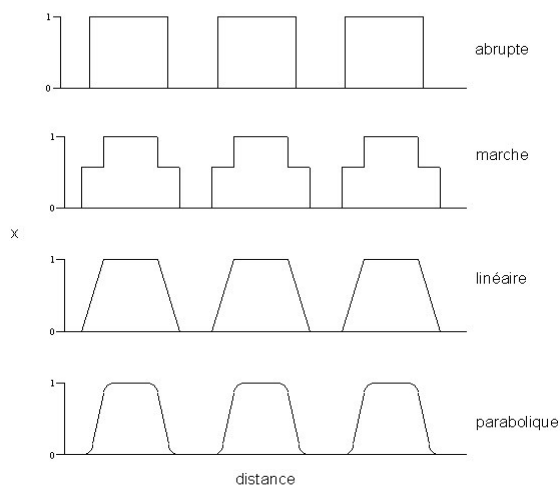 1
abrupte
0
1
marche
0
x
1
linéaire
0
1
parabolique
0
distance